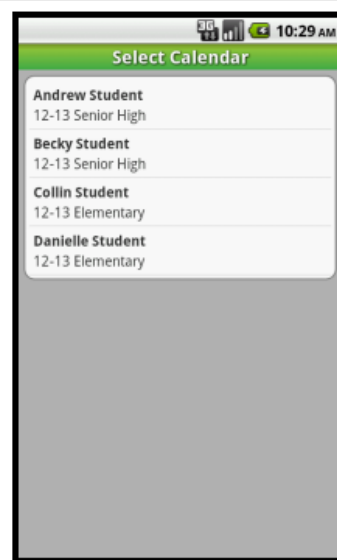 3G
10:29 AM
Select Calendar
Andrew Student
12-13 Senior High
Becky Student
12-13 Senior High
Collin Student
12-13 Elementary
Danielle Student
12-13 Elementary